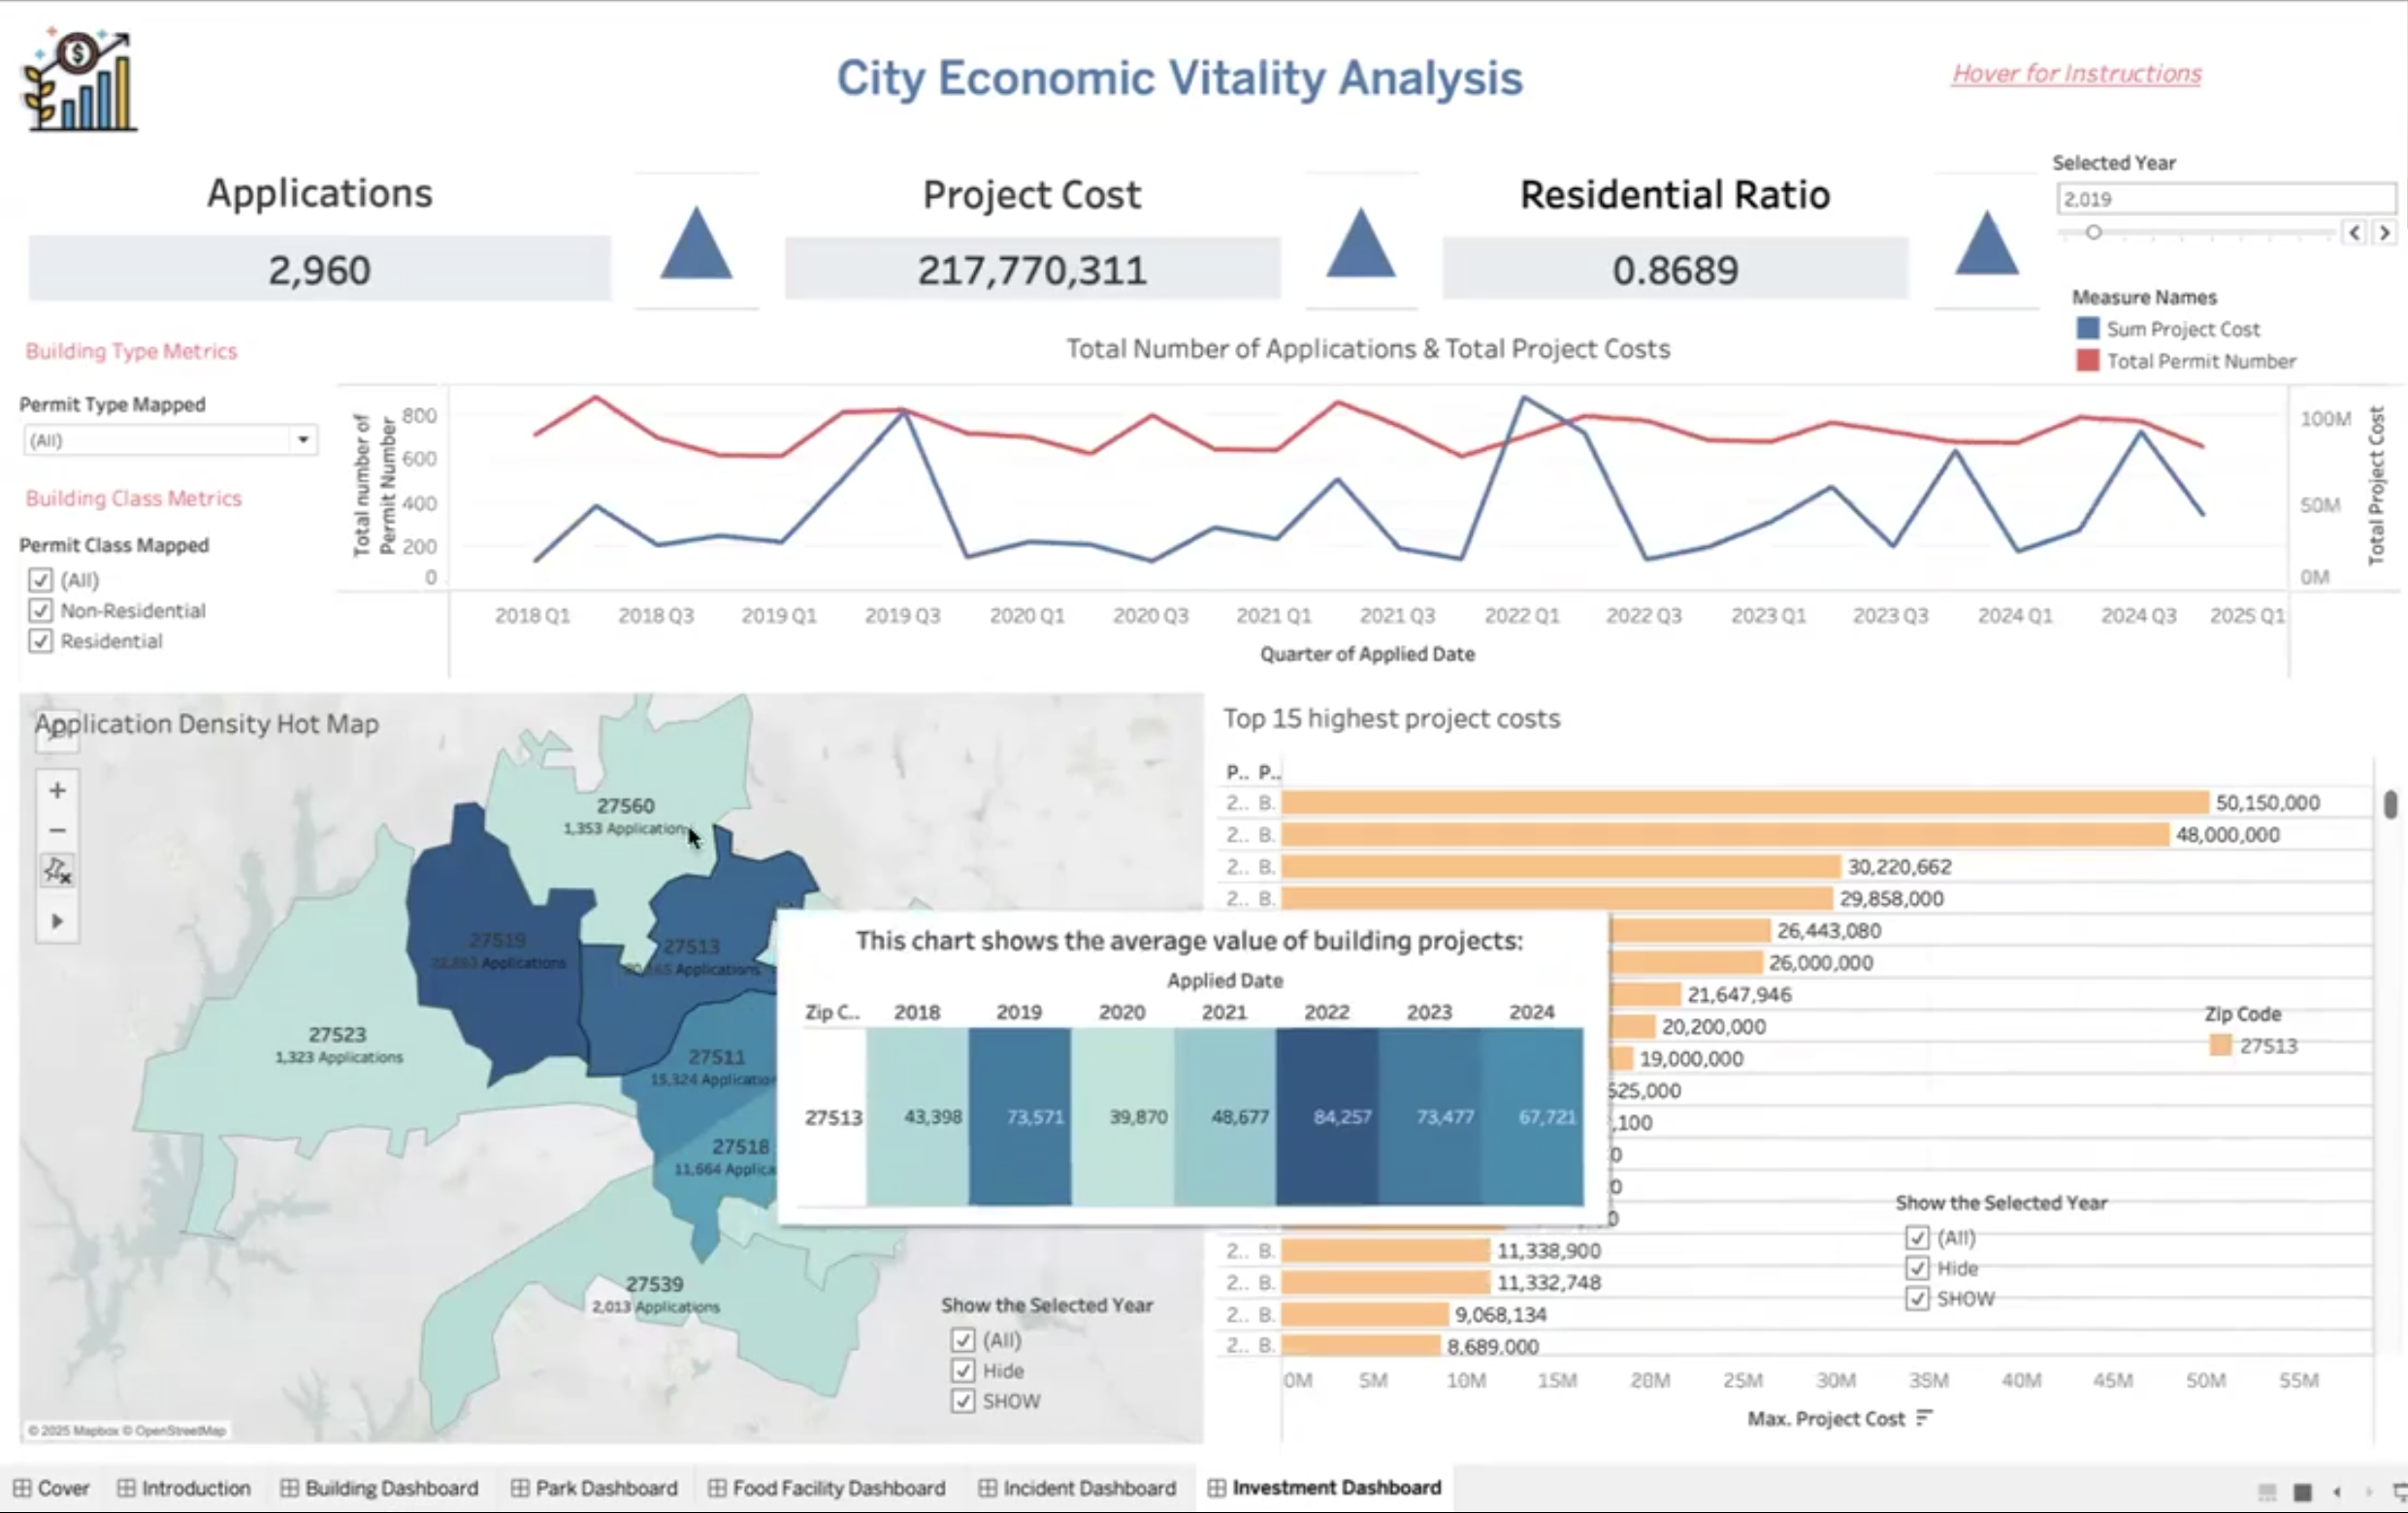 City Economic Vitality Analysis
Hover for Instructions
Applications
2,960
Project Cost
217,770,311
Residential Ratio
0.8689
Selected Year
2,019
Measure Names
Sum Project Cost
Total Permit Number
Building Type Metrics
Permit Type Mapped
(All)
Building Class Metrics
Permit Class Mapped
(All)
Non-Residential
Residential
Total Number of Applications & Total Project Costs
Total number of
Permit Number
800
600
400
200
0
100M
50M
0M
Total Project Cost
2018 Q1
2018 Q3
2019 Q1
2019 Q3
2020 Q1
2020 Q3
2021 Q1
2021 Q3
2022 Q1
2022 Q3
2023 Q1
2023 Q3
2024 Q1
2024 Q3
2025 Q1
Quarter of Applied Date
Application Density Hot Map
27560
1,353 Applications
27519
Applications
27513
Applications
27523
1,323 Applications
27511
15,324 Application
27518
11,664 Applica
27539
2,013 Applications
Show the Selected Year
(All)
Hide
SHOW
© 2025 Mapbox © OpenStreetMap
This chart shows the average value of building projects:
Applied Date
Zip C..
2018
2019
2020
2021
2022
2023
2024
27513
43,398
73,571
39,870
48,677
84,257
73,477
67,721
Top 15 highest project costs
P.. P..
2.. B. 50,150,000
2.. B. 48,000,000
2.. B. 30,220,662
2.. B. 29,858,000
26,443,080
26,000,000
21,647,946
20,200,000
19,000,000
525,000
,100
0
0
0
2.. B. 11,338,900
2.. B. 11,332,748
2.. B. 9,068,134
2.. B. 8,689,000
Zip Code
27513
Show the Selected Year
(All)
Hide
SHOW
0M
5M
10M
15M
20M
25M
30M
35M
40M
45M
50M
55M
Max. Project Cost
Cover
Introduction
Building Dashboard
Park Dashboard
Food Facility Dashboard
Incident Dashboard
Investment Dashboard